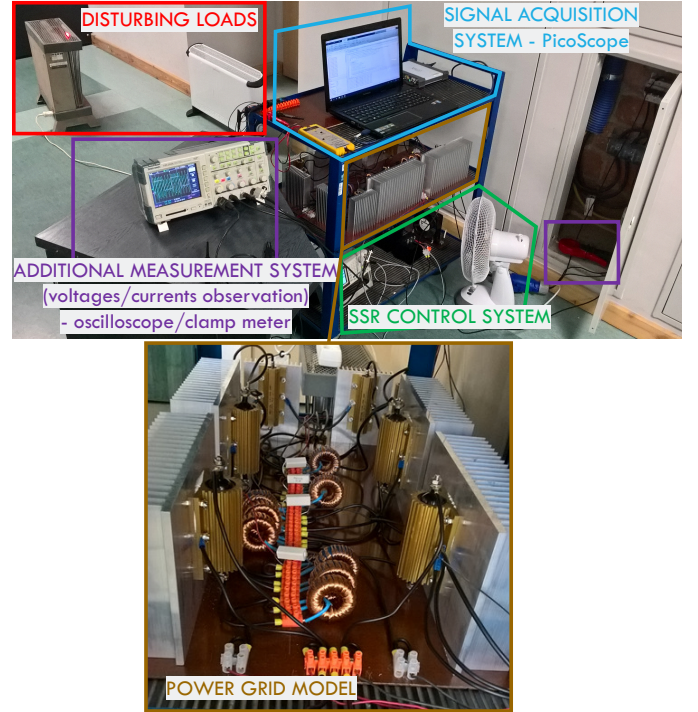 DISTURBING LOADS
SIGNAL ACQUISITION
SYSTEM - PicoScope
ADDITIONAL MEASUREMENT SYSTEM
(voltages/currents observation)
- oscilloscope/clamp meter
SSR CONTROL SYSTEM
POWER GRID MODEL